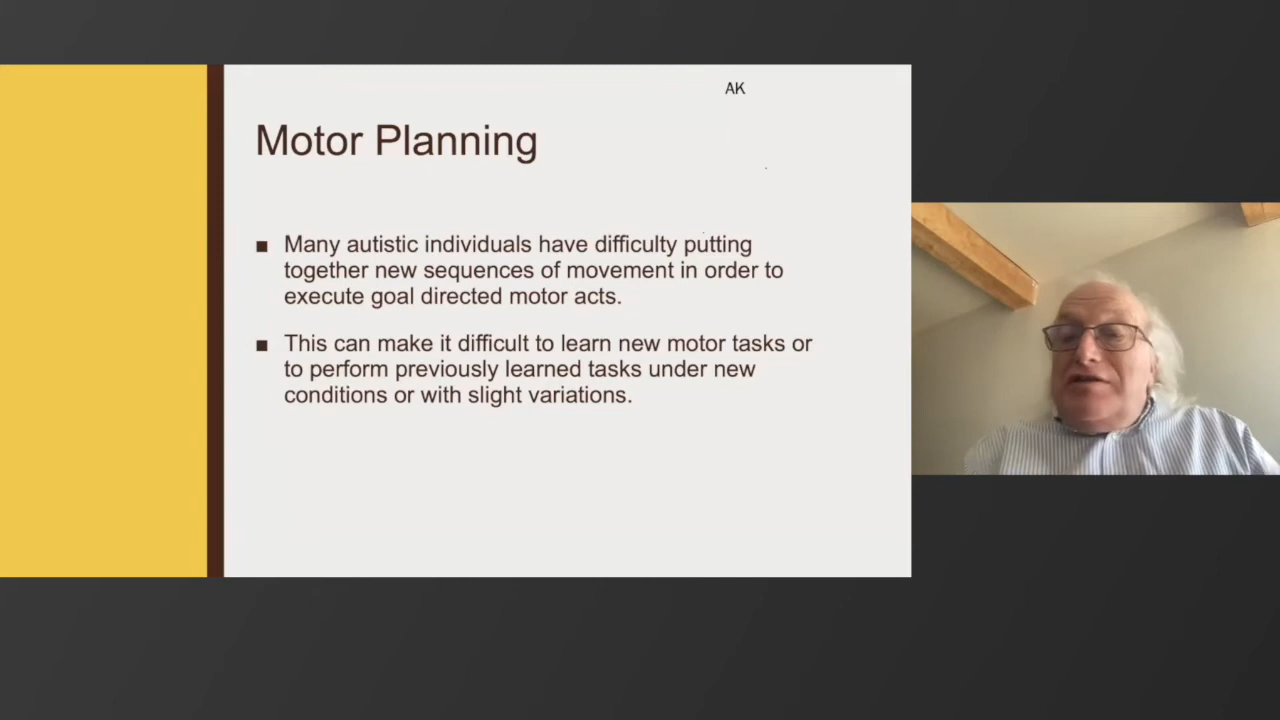 AK
Motor Planning
■ Many autistic individuals have difficulty putting
together new sequences of movement in order to
execute goal directed motor acts.
■ This can make it difficult to learn new motor tasks or
to perform previously learned tasks under new
conditions or with slight variations.